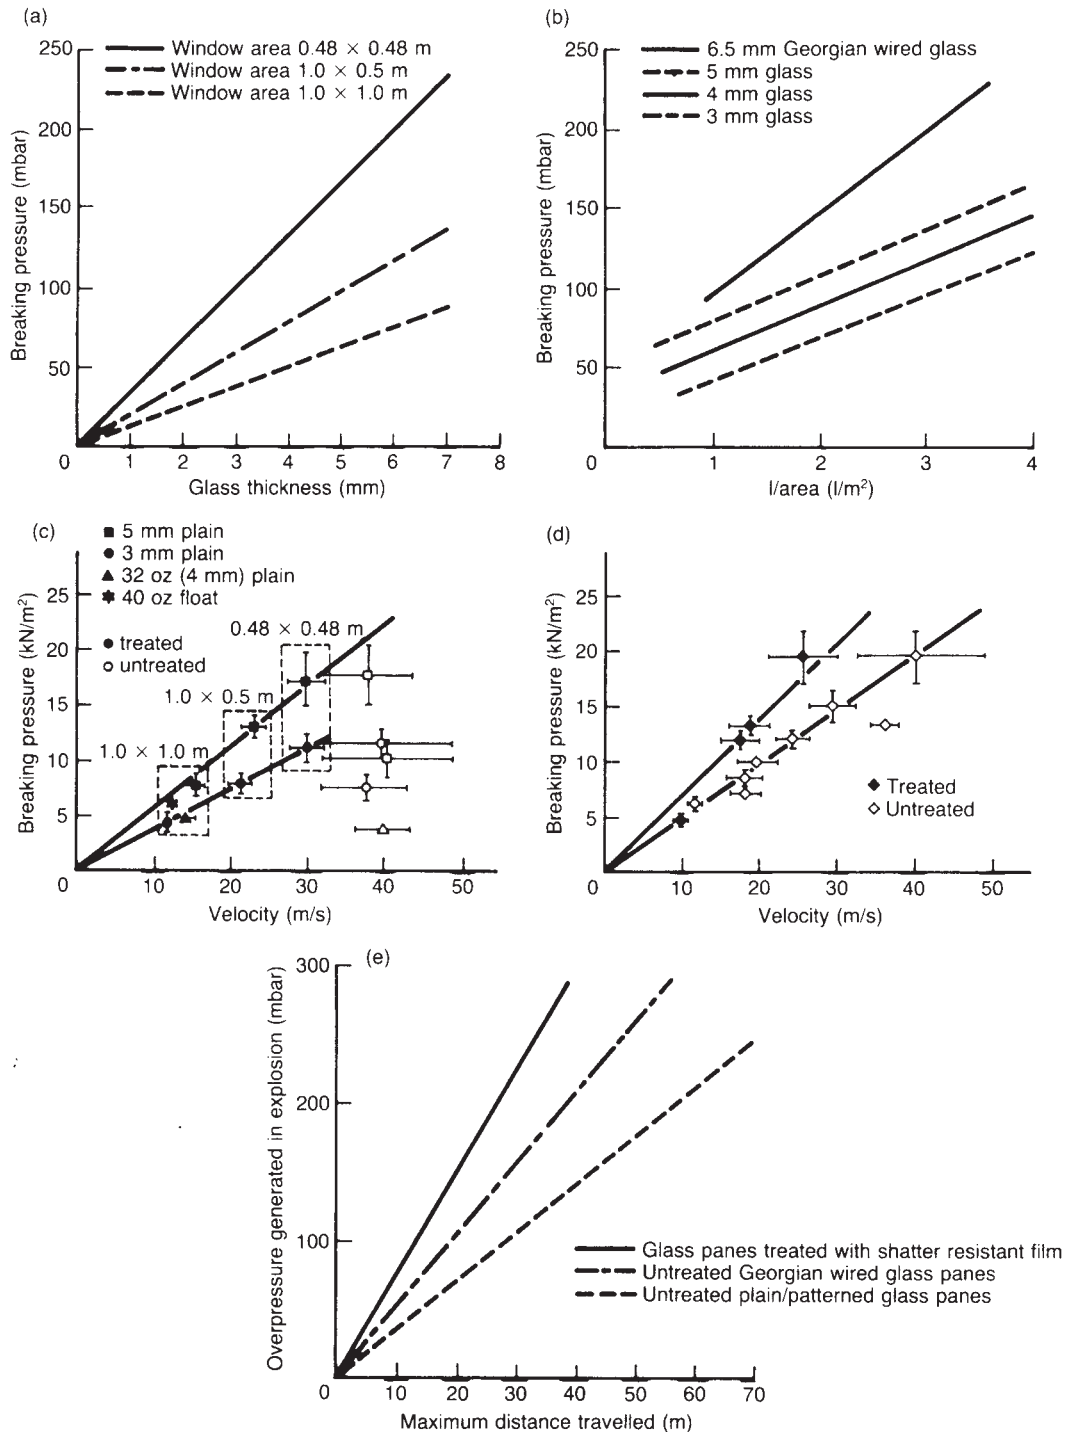 (a)
250
200
150
100
50
0
1 2 3 4 5 6 7 8
Breaking pressure (mbar)
Glass thickness (mm)
Window area 0.48 × 0.48 m
Window area 1.0 × 0.5 m
Window area 1.0 × 1.0 m
(b)
250
200
150
100
50
0
1 2 3 4
Breaking pressure (mbar)
l/area (l/m²)
6.5 mm Georgian wired glass
5 mm glass
4 mm glass
3 mm glass
(c)
5 mm plain
3 mm plain
32 oz (4 mm) plain
40 oz float
treated
untreated
0.48 × 0.48 m
1.0 × 0.5 m
1.0 × 1.0 m
25
20
15
10
5
0
10 20 30 40 50
Breaking pressure (kN/m²)
Velocity (m/s)
(d)
25
20
15
10
5
0
10 20 30 40 50
Breaking pressure (kN/m²)
Velocity (m/s)
Treated
Untreated
(e)
300
200
100
0
10 20 30 40 50 60 70
Overpressure generated in explosion (mbar)
Maximum distance travelled (m)
Glass panes treated with shatter resistant film
Untreated Georgian wired glass panes
Untreated plain/patterned glass panes